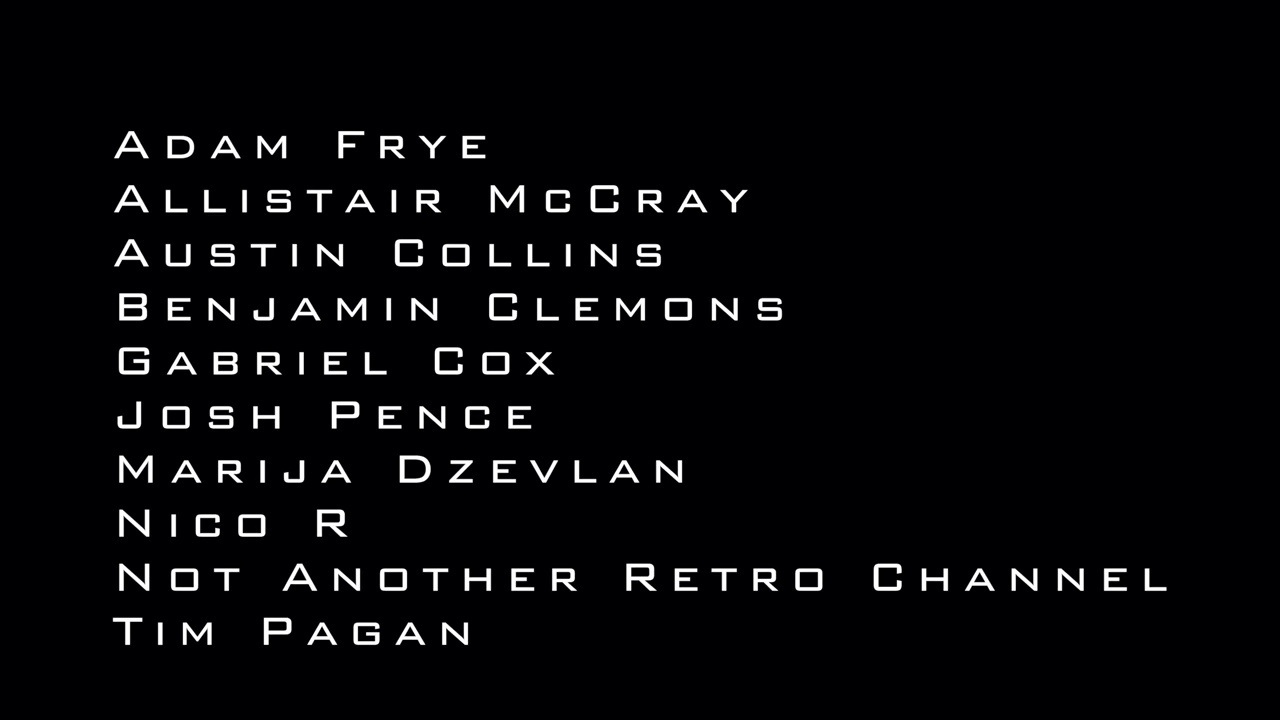 Adam Frye
Allistair McCray
Austin Collins
Benjamin Clemons
Gabriel Cox
Josh Pence
Marija Dzevlan
Nico R
Not Another Retro Channel
Tim Pagan